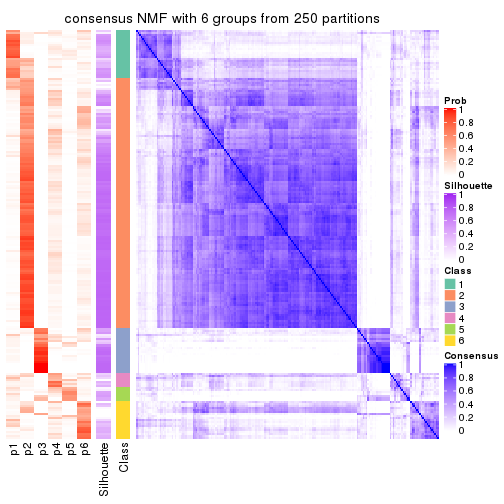 consensus NMF with 6 groups from 250 partitions
Prob
1
0.8
0.6
0.4
0.2
0
Silhouette
1
0.8
0.6
0.4
0.2
0
Class
1
2
3
4
5
6
Consensus
1
0.8
0.6
0.4
0.2
0
p1
p2
p3
p4
p5
p6
Silhouette
Class